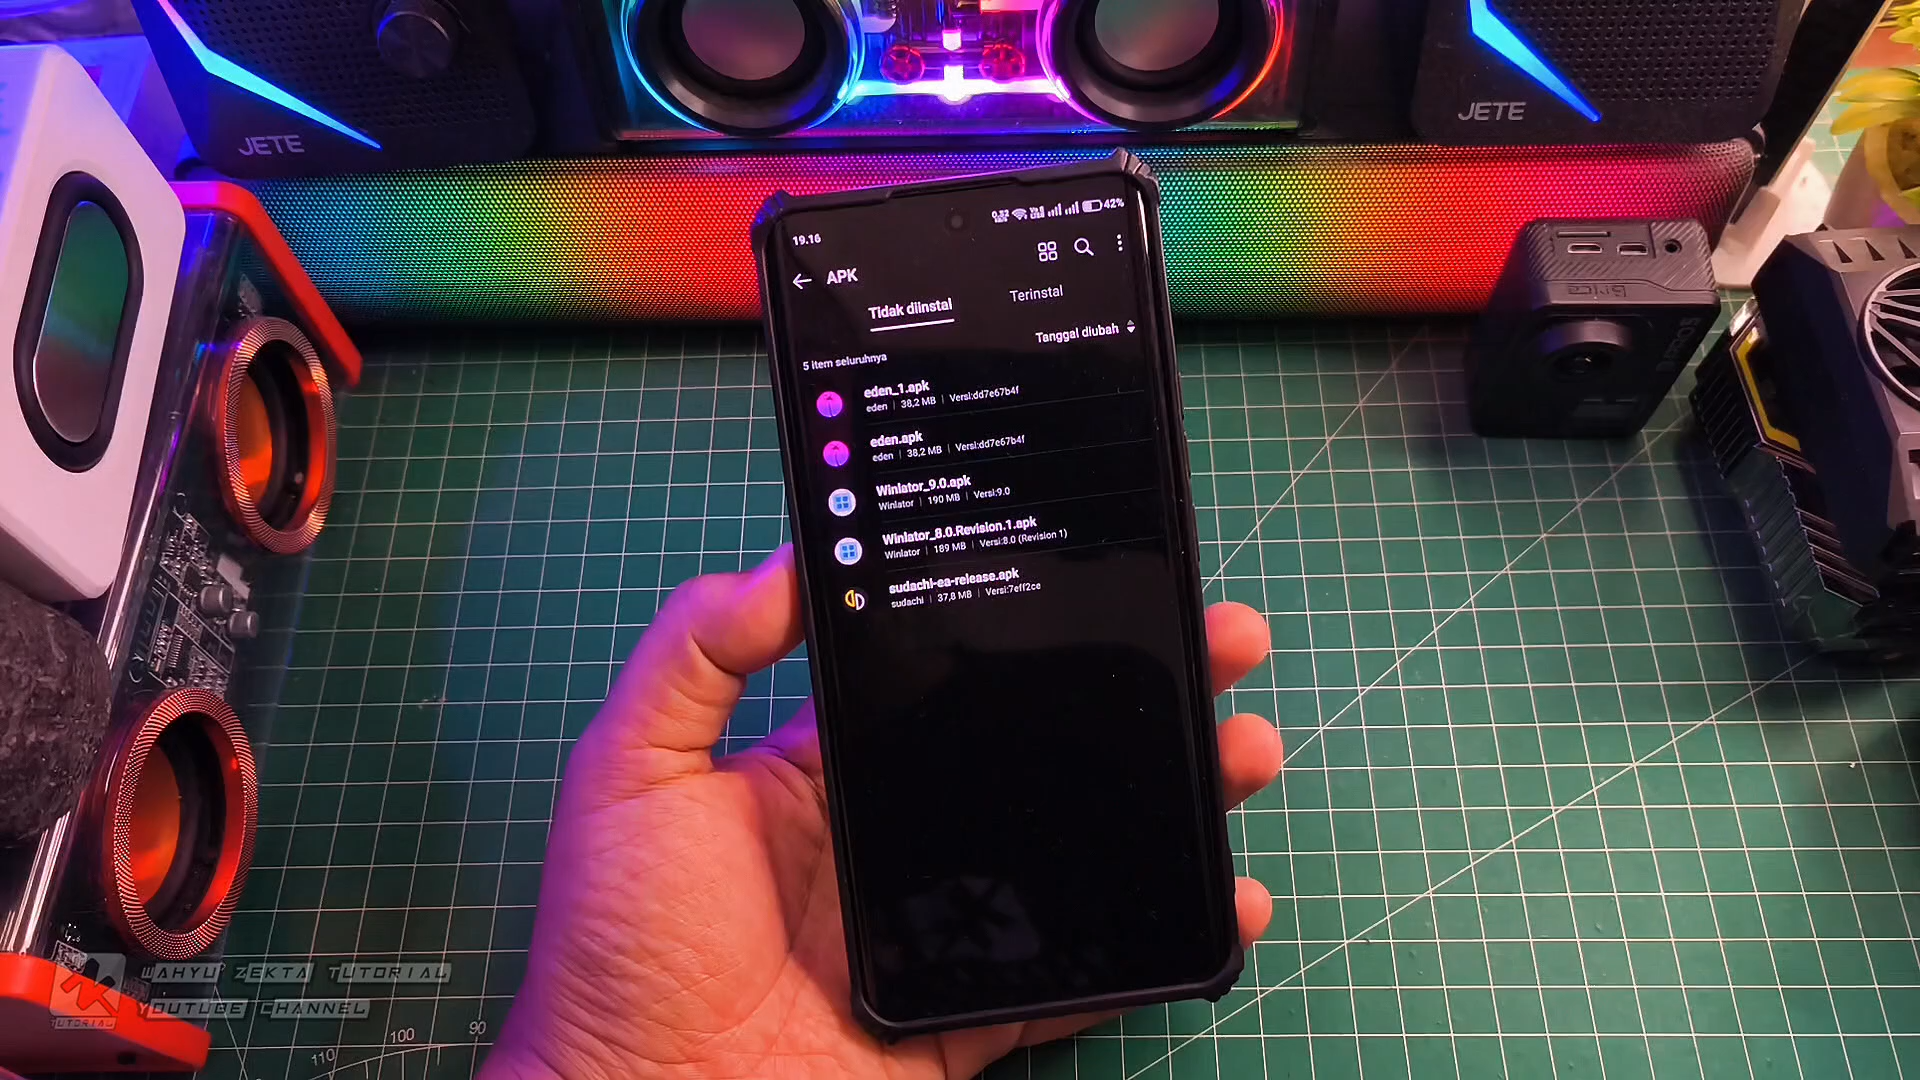 JETE
JETE
19.16
42%
APK
Tidak diinstal
Terinstal
Tanggal diubah
5 item seluruhnya
eden_1.apk
eden | 38,2 MB | Versi:dd7e67b4f
eden.apk
eden | 38,2 MB | Versi:dd7e67b4f
Winlator_9.0.apk
Winlator | 190 MB | Versi:9.0
Winlator_8.0.Revision.1.apk
Winlator | 189 MB | Versi:8.0 (Revision 1)
sudachi-ea-release.apk
sudachi | 37,8 MB | Versi:7eff2ce
Brica
WAHYU ZEKTA TUTORIAL
YOUTUBE CHANNEL
TUTORIAL
110 100 90